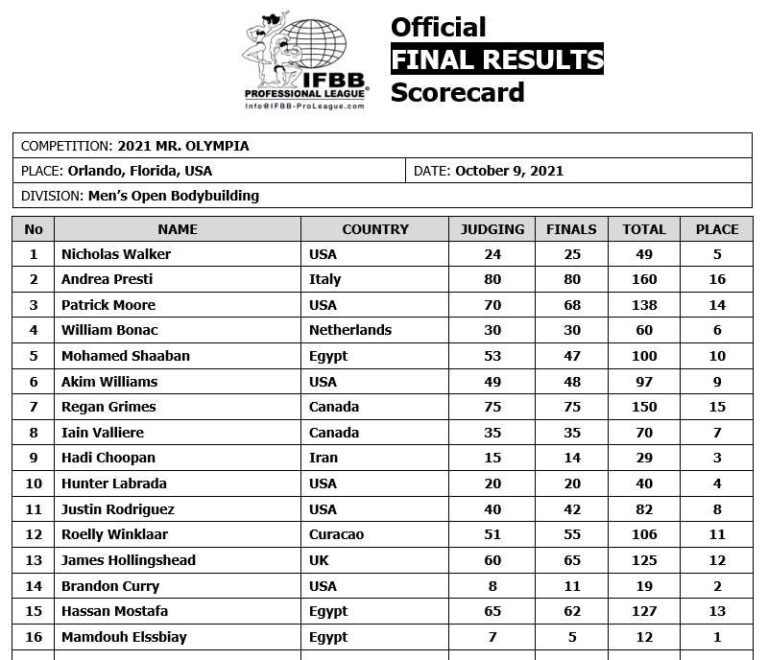 Official
FINAL RESULTS
Scorecard
IFBB
PROFESSIONAL LEAGUE®
Info@IFBB-ProLeague.com
COMPETITION: 2021 MR. OLYMPIA
PLACE: Orlando, Florida, USA DATE: October 9, 2021
DIVISION: Men’s Open Bodybuilding
No NAME COUNTRY JUDGING FINALS TOTAL PLACE
1 Nicholas Walker USA 24 25 49 5
2 Andrea Presti Italy 80 80 160 16
3 Patrick Moore USA 70 68 138 14
4 William Bonac Netherlands 30 30 60 6
5 Mohamed Shaaban Egypt 53 47 100 10
6 Akim Williams USA 49 48 97 9
7 Regan Grimes Canada 75 75 150 15
8 Iain Valliere Canada 35 35 70 7
9 Hadi Choopan Iran 15 14 29 3
10 Hunter Labrada USA 20 20 40 4
11 Justin Rodriguez USA 40 42 82 8
12 Roelly Winklaar Curacao 51 55 106 11
13 James Hollingshead UK 60 65 125 12
14 Brandon Curry USA 8 11 19 2
15 Hassan Mostafa Egypt 65 62 127 13
16 Mamdouh Elssbiay Egypt 7 5 12 1